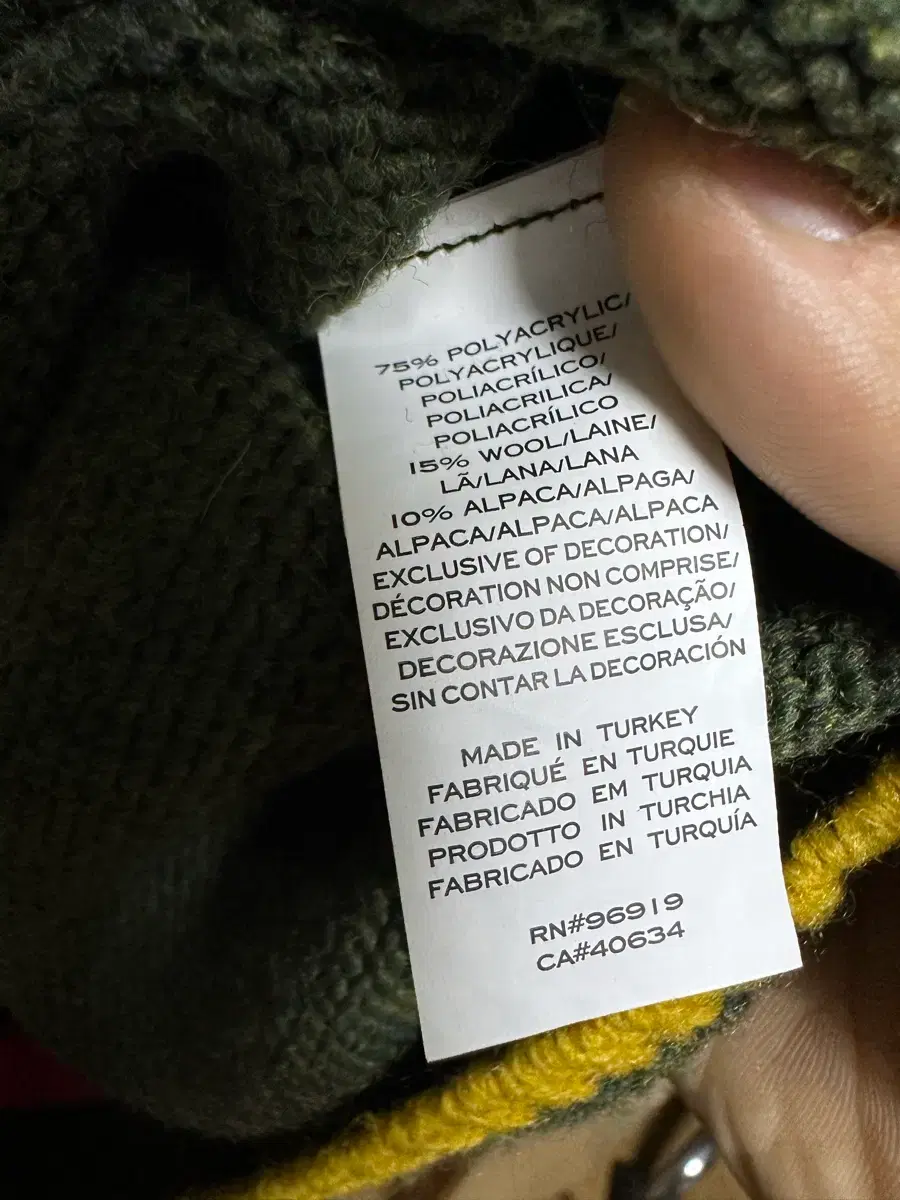 75% POLYACRYLIC/
POLYACRYLIQUE/
POLIACRÍLICO/
POLIACRILICA/
POLIACRÍLICO
15% WOOL/LAINE/
LÃ/LANA/LANA
10% ALPACA/ALPAGA/
ALPACA/ALPACA/ALPACA
EXCLUSIVE OF DECORATION/
DÉCORATION NON COMPRISE/
EXCLUSIVO DA DECORAÇÃO/
DECORAZIONE ESCLUSA/
SIN CONTAR LA DECORACIÓN
MADE IN TURKEY
FABRIQUÉ EN TURQUIE
FABRICADO EM TURQUIA
PRODOTTO IN TURCHIA
FABRICADO EN TURQUÍA
RN#96919
CA#40634